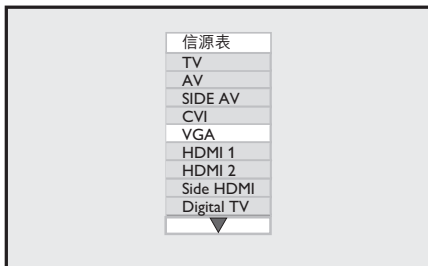 信源表
TV
AV
SIDE AV
CVI
VGA
HDMI 1
HDMI 2
Side HDMI
Digital TV